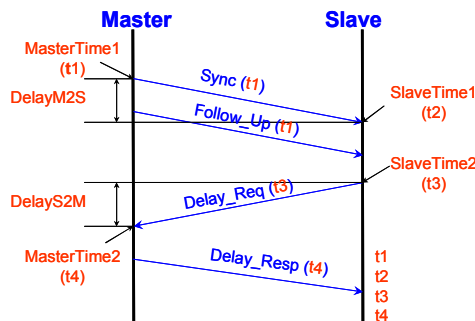 Master
Slave
MasterTime1
(t1)
Sync (t1)
DelayM2S
SlaveTime1
(t2)
Follow_Up (t1)
SlaveTime2
(t3)
Delay_Req(t3)
DelayS2M
MasterTime2
(t4)
Delay_Resp (t4)
t1
t2
t3
t4